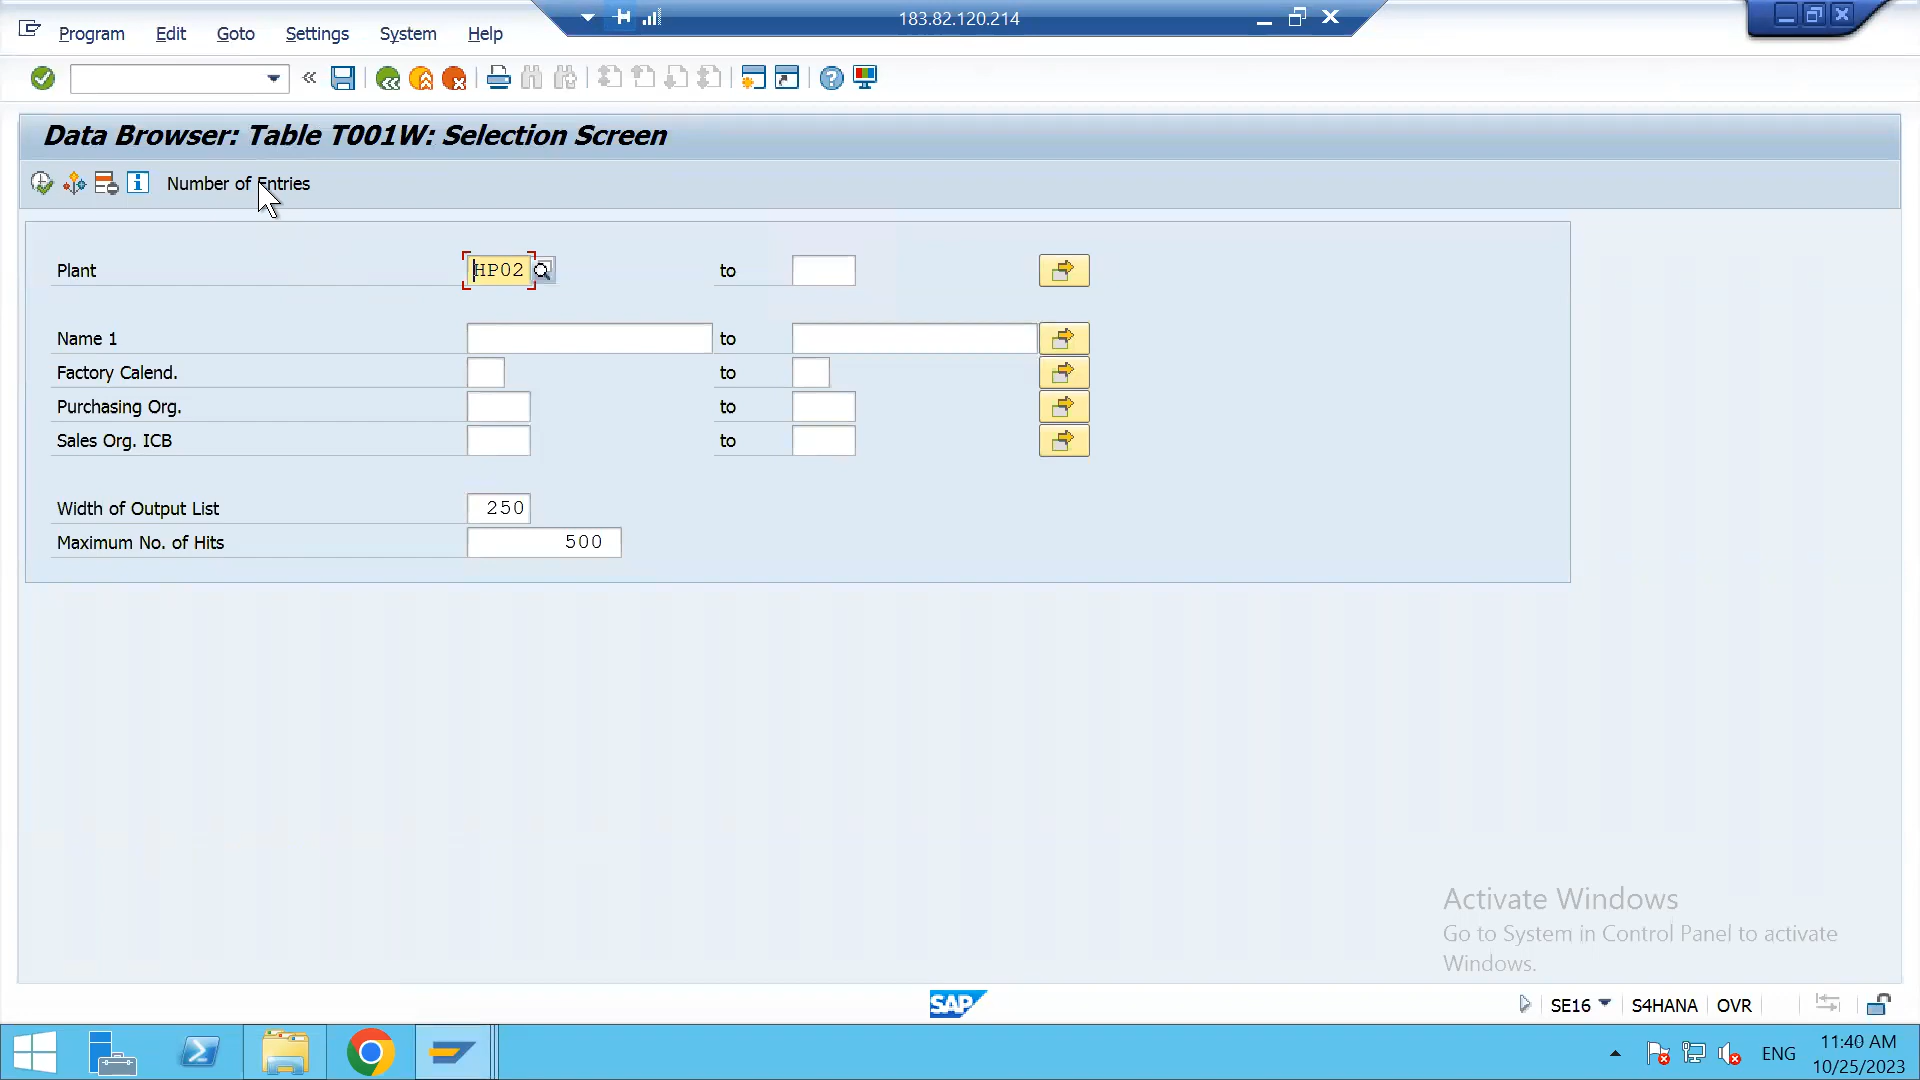 183.82.120.214
Program Edit Goto Settings System Help
Data Browser: Table T001W: Selection Screen
Number of Entries
Plant HP02 to
Name 1 to
Factory Calend. to
Purchasing Org. to
Sales Org. ICB to
Width of Output List 250
Maximum No. of Hits 500
Activate Windows
Go to System in Control Panel to activate
Windows.
SAP
SE16 S4HANA OVR
ENG
11:40 AM
10/25/2023